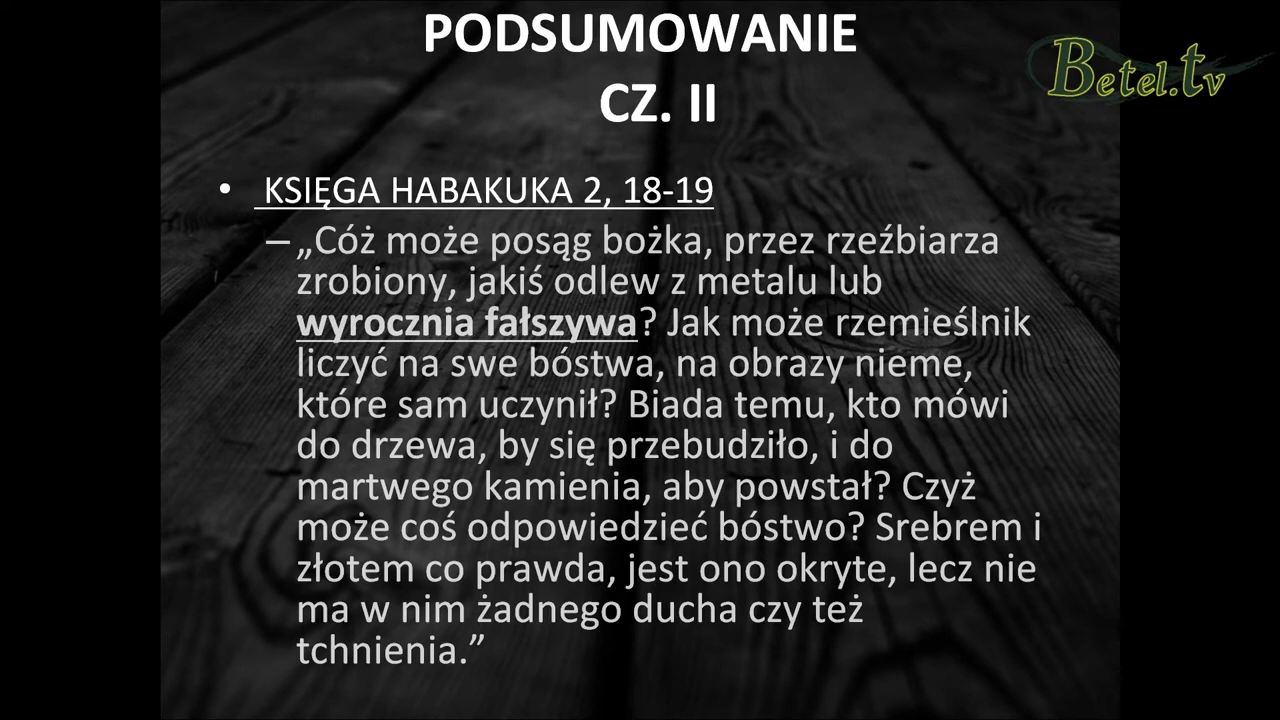 PODSUMOWANIE
CZ. II
Betel.tv
• KSIĘGA HABAKUKA 2, 18-19
– „Cóż może posąg bożka, przez rzeźbiarza
zrobiony, jakiś odlew z metalu lub
wyrocznia fałszywa? Jak może rzemieślnik
liczyć na swe bóstwa, na obrazy nieme,
które sam uczynił? Biada temu, kto mówi
do drzewa, by się przebudziło, i do
martwego kamienia, aby powstał? Czyż
może coś odpowiedzieć bóstwo? Srebrem i
złotem co prawda, jest ono okryte, lecz nie
ma w nim żadnego ducha czy też
tchnienia.”